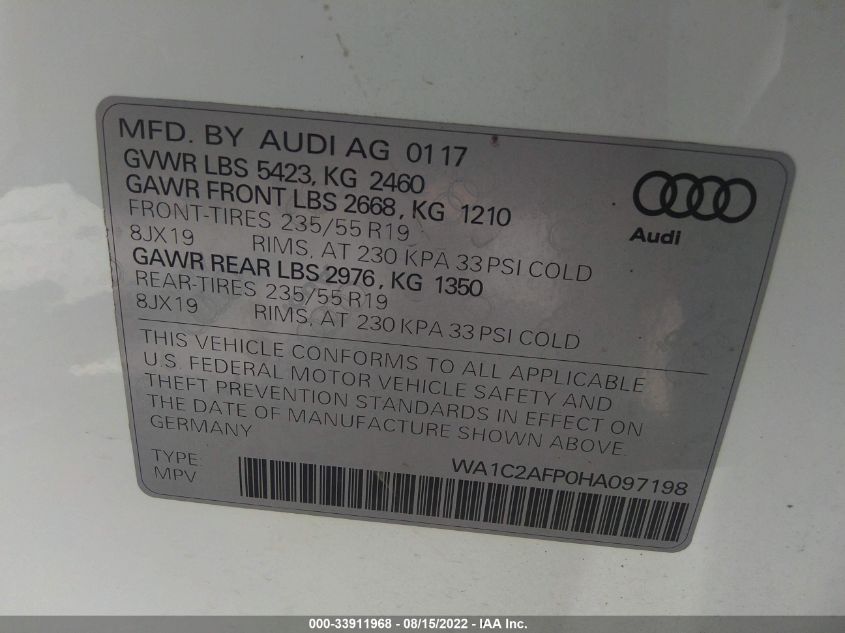 MFD. BY AUDI AG 0117
GVWR LBS 5423, KG 2460
GAWR FRONT LBS 2668, KG 1210
FRONT-TIRES 235/55 R19
8JX19 RIMS, AT 230 KPA 33 PSI COLD
GAWR REAR LBS 2976, KG 1350
REAR-TIRES 235/55 R19
8JX19 RIMS, AT 230 KPA 33 PSI COLD
Audi
THIS VEHICLE CONFORMS TO ALL APPLICABLE
U.S. FEDERAL MOTOR VEHICLE SAFETY AND
THEFT PREVENTION STANDARDS IN EFFECT ON
THE DATE OF MANUFACTURE SHOWN ABOVE.
GERMANY
TYPE:
MPV
WA1C2AFP0HA097198
000-33911968 - 08/15/2022 - IAA Inc.